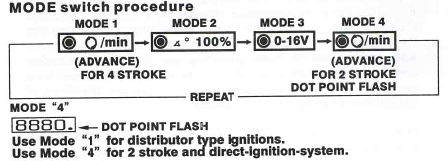 MODE switch procedure
MODE 1 MODE 2 MODE 3 MODE 4
/min ∡° 100% 0-16V /min
(ADVANCE) (ADVANCE)
FOR 4 STROKE FOR 2 STROKE
DOT POINT FLASH
REPEAT
MODE "4"
8880. DOT POINT FLASH
Use Mode "1" for distributor type ignitions.
Use Mode "4" for 2 stroke and direct-ignition-system.